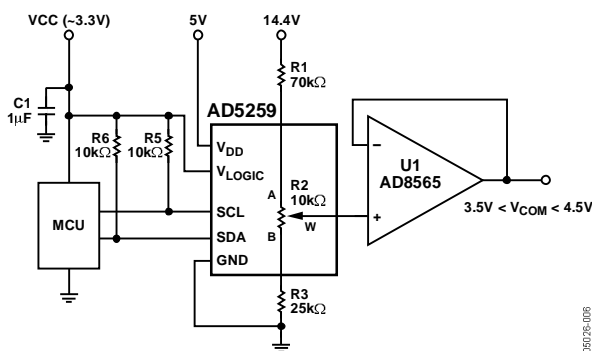 VCC (~3.3V)
5V
14.4V
C1
1μF
R6
10kΩ
R5
10kΩ
R1
70kΩ
AD5259
VDD
VLOGIC
SCL
SDA
GND
MCU
A
R2
10kΩ
B
W
R3
25kΩ
−
+
U1
AD8565
3.5V < VCOM < 4.5V
05026-006